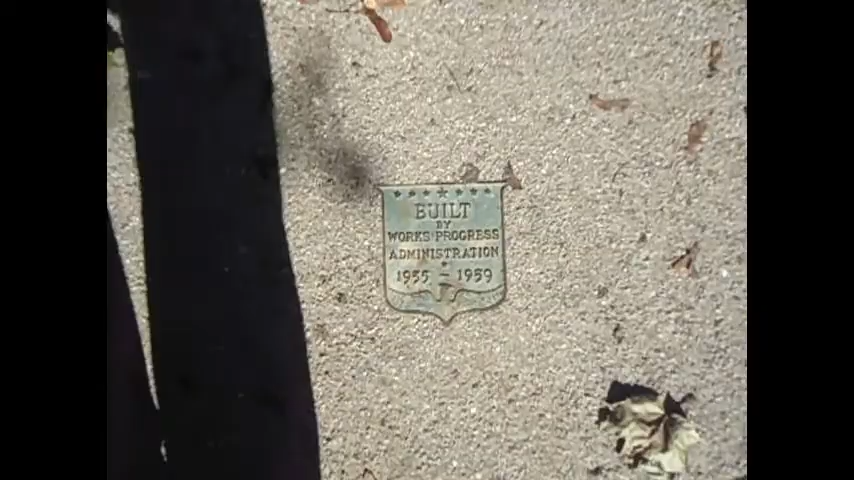 BUILT
BY
WORKS PROGRESS
ADMINISTRATION
1935 - 1939